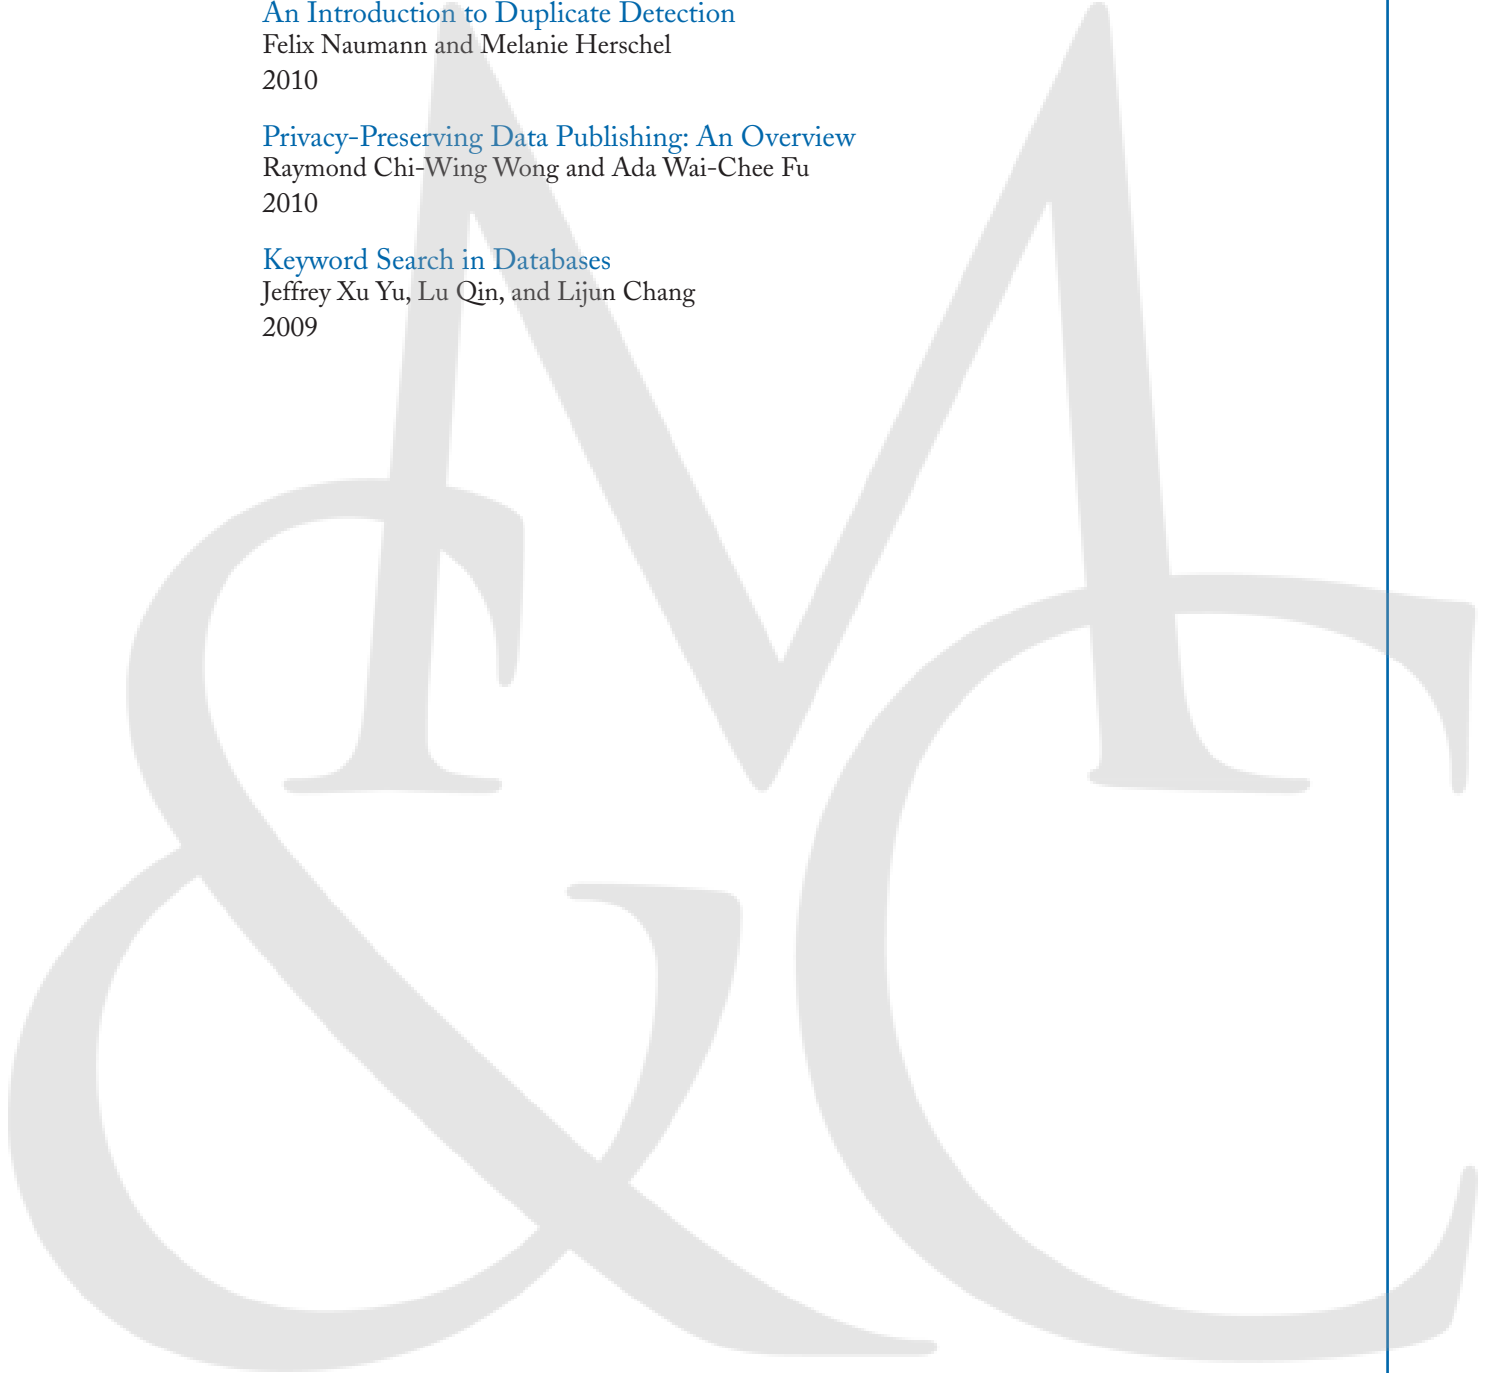 An Introduction to Duplicate Detection
Felix Naumann and Melanie Herschel
2010
Privacy-Preserving Data Publishing: An Overview
Raymond Chi-Wing Wong and Ada Wai-Chee Fu
2010
Keyword Search in Databases
Jeffrey Xu Yu, Lu Qin, and Lijun Chang
2009
M
&C